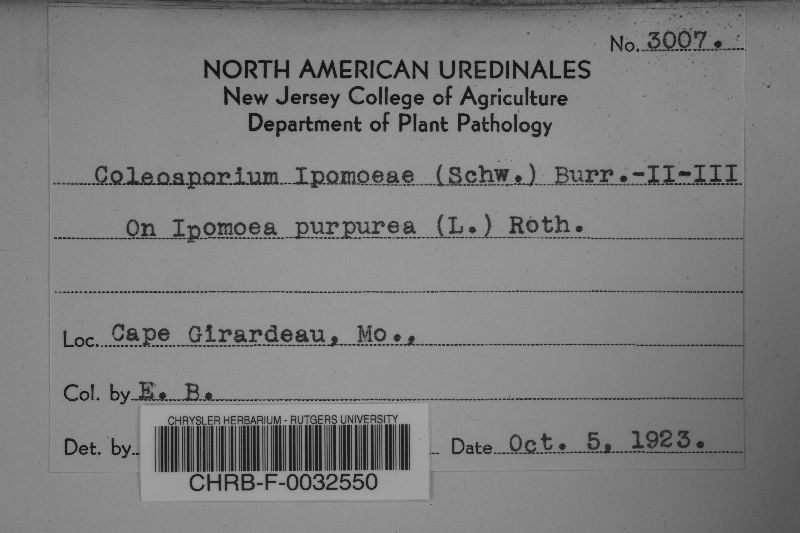 No. 3007.
NORTH AMERICAN UREDINALES
New Jersey College of Agriculture
Department of Plant Pathology
Coleosporium Ipomoeae (Schw.) Burr.-II-III
On Ipomoea purpurea (L.) Roth.
Loc. Cape Girardeau, Mo.,
Col. by E. B.
Det. by Date Oct. 5, 1923.
CHRYSLER HERBARIUM - RUTGERS UNIVERSITY
CHRB-F-0032550